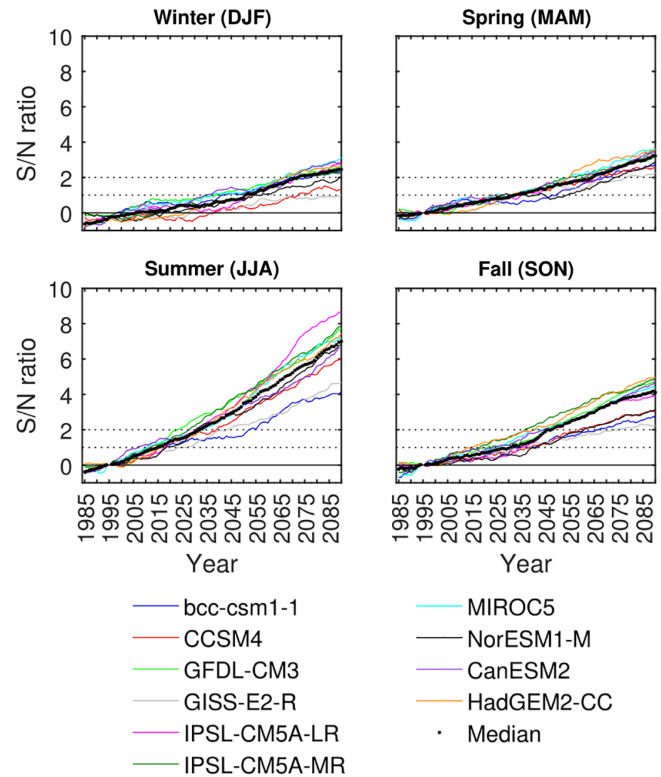 Winter (DJF)
Spring (MAM)
10
8
6
4
2
0
S/N ratio
Summer (JJA)
Fall (SON)
10
8
6
4
2
0
S/N ratio
1985 1995 2005 2015 2025 2035 2045 2055 2065 2075 2085
1985 1995 2005 2015 2025 2035 2045 2055 2065 2075 2085
Year
Year
bcc-csm1-1
CCSM4
GFDL-CM3
GISS-E2-R
IPSL-CM5A-LR
IPSL-CM5A-MR
MIROC5
NorESM1-M
CanESM2
HadGEM2-CC
Median